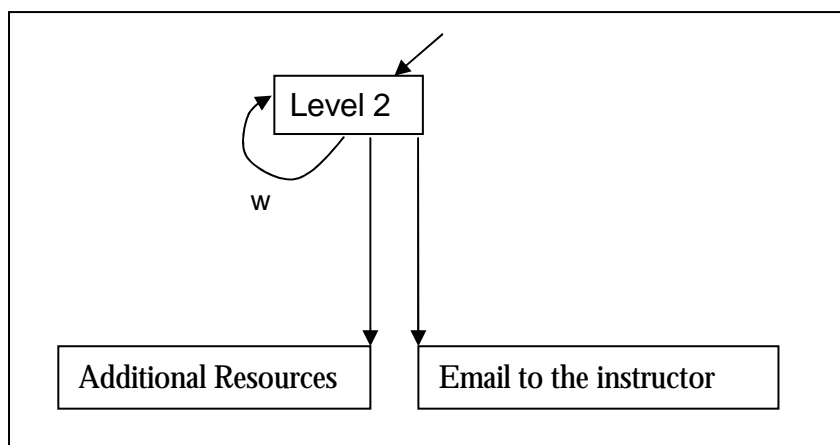 Level 2
w
Additional Resources
Email to the instructor